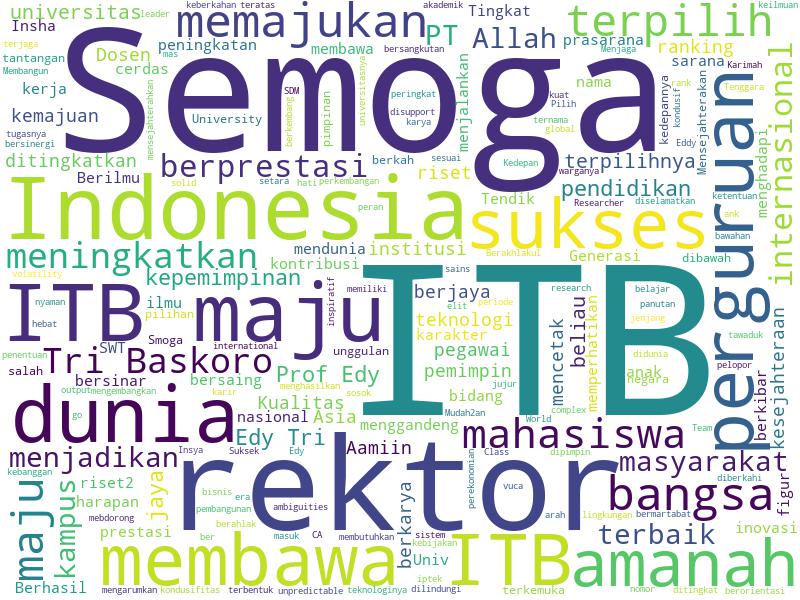 universitas
leader
keberkahan
teratas
akademik
Tingkat
keilmuan
Insha
memajukan
PT
terpilih
terjaga
Dosen
peningkatan
membawa
bersangkutan
Allah
prasarana
Menjaga
ranking
tantangan
Membangun
cerdas
mas
Semoga
sarana
Karimah
kerja
SDM
peringkat
kuat
Pilih
nama
rank
Tenggara
kemajuan
University
disupport
karya
ternama
global
tugasnya
bersinergi
mensejahterahkan
berkembang
pimpinan
universitasnya
menjalankan
kedepannya
kondusif
Mensejahterakan
Eddy
internasional
ditingkatkan
berprestasi
berkah
sesuai
Kedepan
terpilihnya
warganya
Berilmu
solid
setara
hati
perkembangan
riset
Tendik
pendidikan
Researcher
diselamatkan
ketentuan
menghadapi
Indonesia
peran
sukses
ank
bawahan
perguruan
meningkatkan
mendunia
institusi
Berakhlakul
Generasi
dibawah
volatility
kepemimpinan
kontribusi
sains
ITB
maju
nyaman
hebat
ilmu
pilihan
inspiratif
memiliki
berjaya
elit
periode
research
belajar
panutan
jenjang
ITB
teknologi
karakter
mencetak
beliau
memperhatikan
tawaduk
kesejahteraan
penentuan
SWT
Smoga
international
unggulan
pegawai
didunia
pelopor
salah
Tri Baskoro
bersinar
bersaing
Prof Edy
pemimpin
anak
negara
berkibar
output
mengembangkan
karir
menghasilkan
sosok
jujur
bidang
dunia
go
Kualitas
nasional
Asia
Mudah2an
World
complex
Team
Edy Tri
menggandeng
mahasiswa
menjadikan
Insya
Suksek
Edy
Aamiin
perekonomian
Class
dipimpin
masyarakat
kebanggan
riset2
harapan
jaya
bisnis
era
rektor
vuca
diberkahi
figur
maju
kampus
mebdorong
pembangunan
ambiguities
berkarya
arah
lingkungan
bangsa
bermartabat
prestasi
berahlak
ber
masuk
CA
membutuhkan
sistem
kebijakan
terbaik
inovasi
membawa
Univ
ITB
amanah
Berhasil
iptek
mengarumkan
kondusifitas
terbentuk
unpredictable
teknologinya
dilindungi
terkemuka
nomor
ditingkat
berorientasi